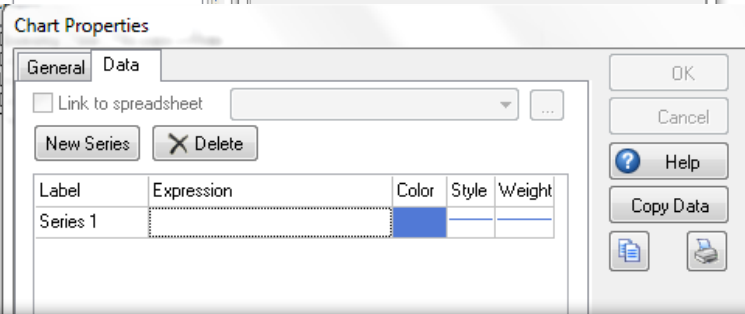 Chart Properties
General Data
Link to spreadsheet ...
New Series Delete
Label Expression Color Style Weight
Series 1
OK
Cancel
? Help
Copy Data